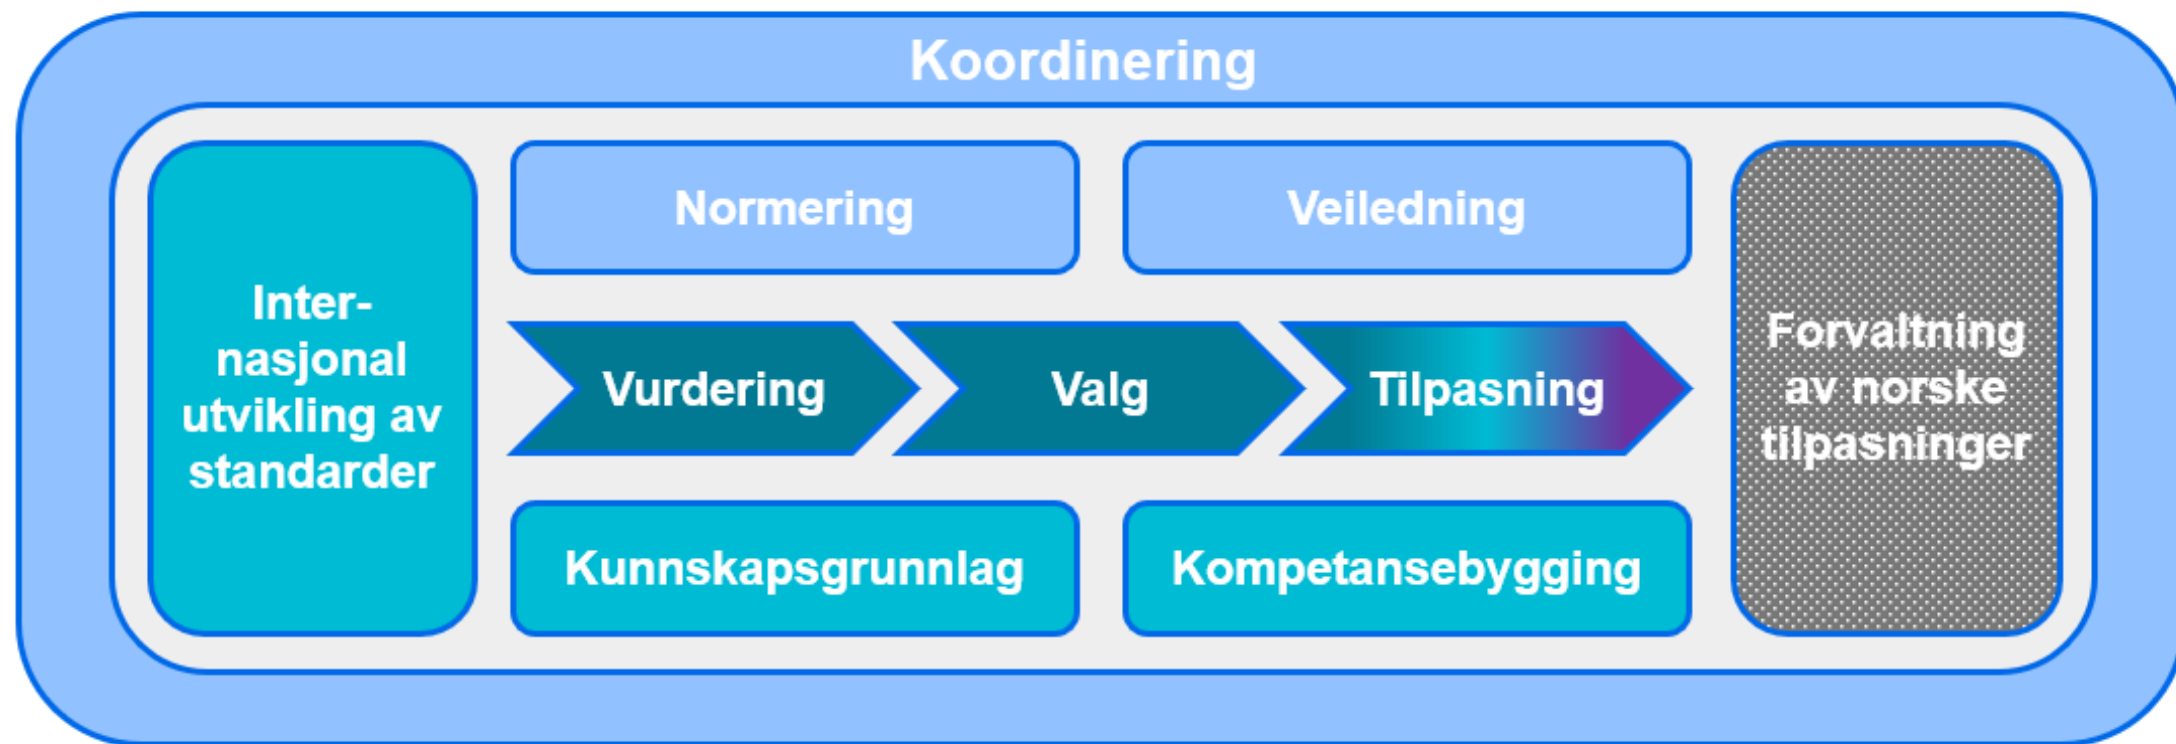 Koordinering
Inter-
nasjonal
utvikling av
standarder
Normering
Veiledning
Vurdering
Valg
Tilpasning
Kunnskapsgrunnlag
Kompetansebygging
Forvaltning
av norske
tilpasninger